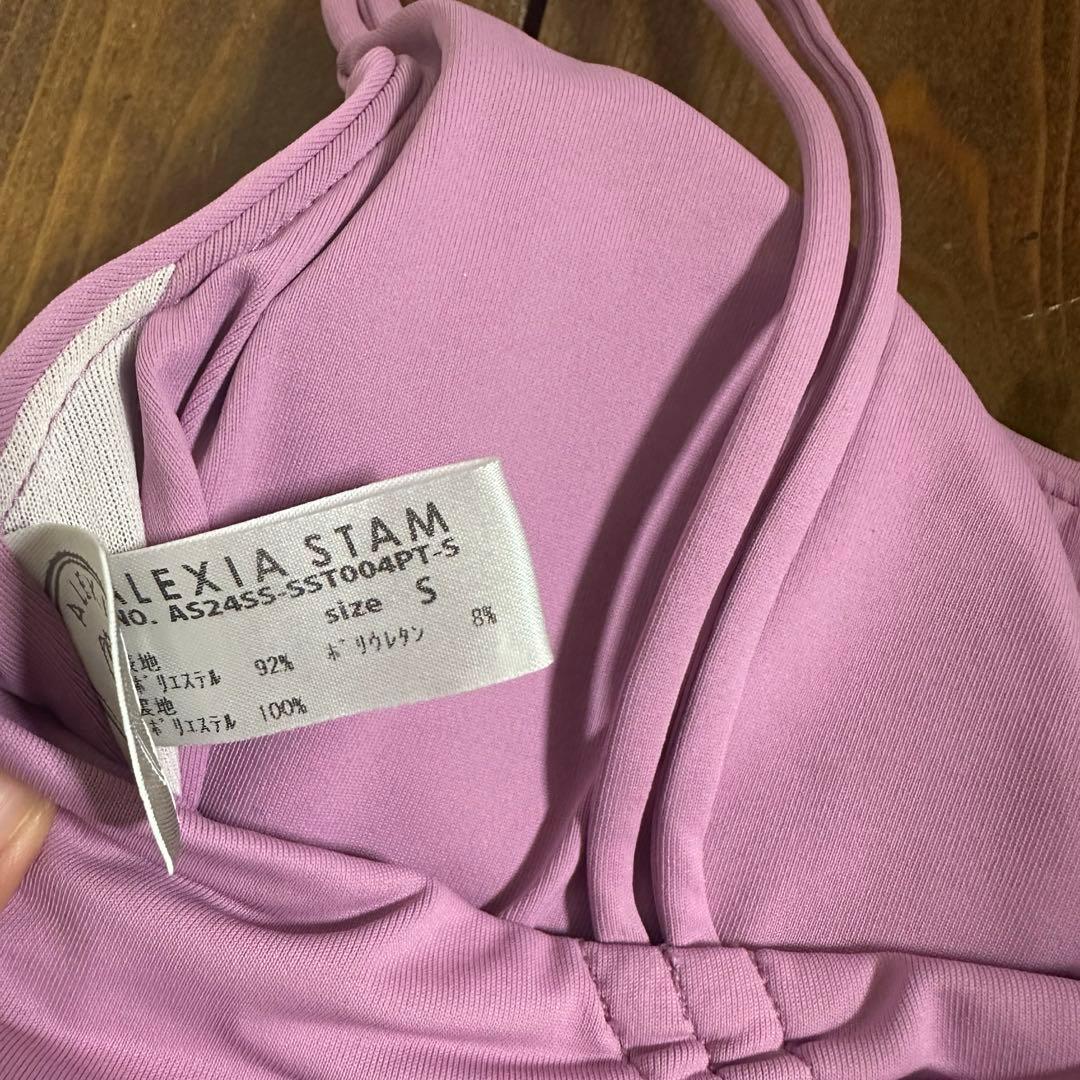 ALEXIA STAM
NO. AS24SS-SST004PT-S
size S
表地
ポリエステル 92% ポリウレタン 8%
裏地
ポリエステル 100%
ALEX